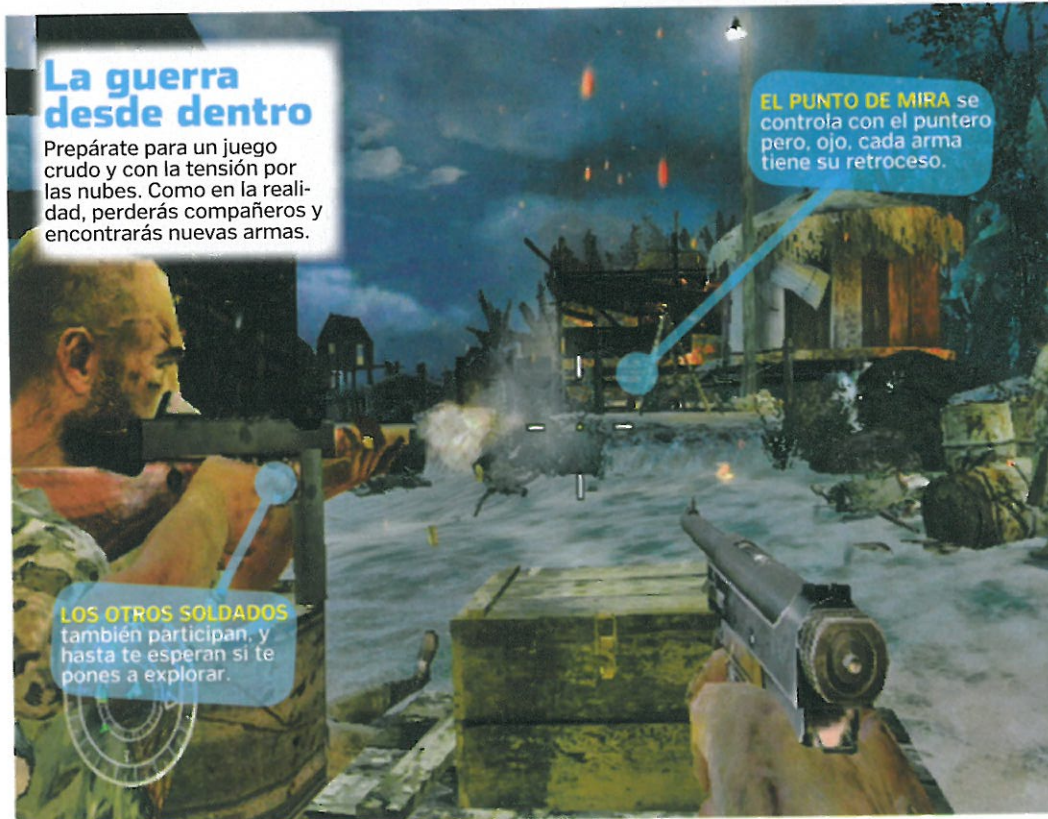 La guerra
desde dentro
Prepárate para un juego
crudo y con la tensión por
las nubes. Como en la reali-
dad, perderás compañeros y
encontrarás nuevas armas.
EL PUNTO DE MIRA se
controla con el puntero
pero, ojo, cada arma
tiene su retroceso.
LOS OTROS SOLDADOS
también participan, y
hasta te esperan si te
pones a explorar.